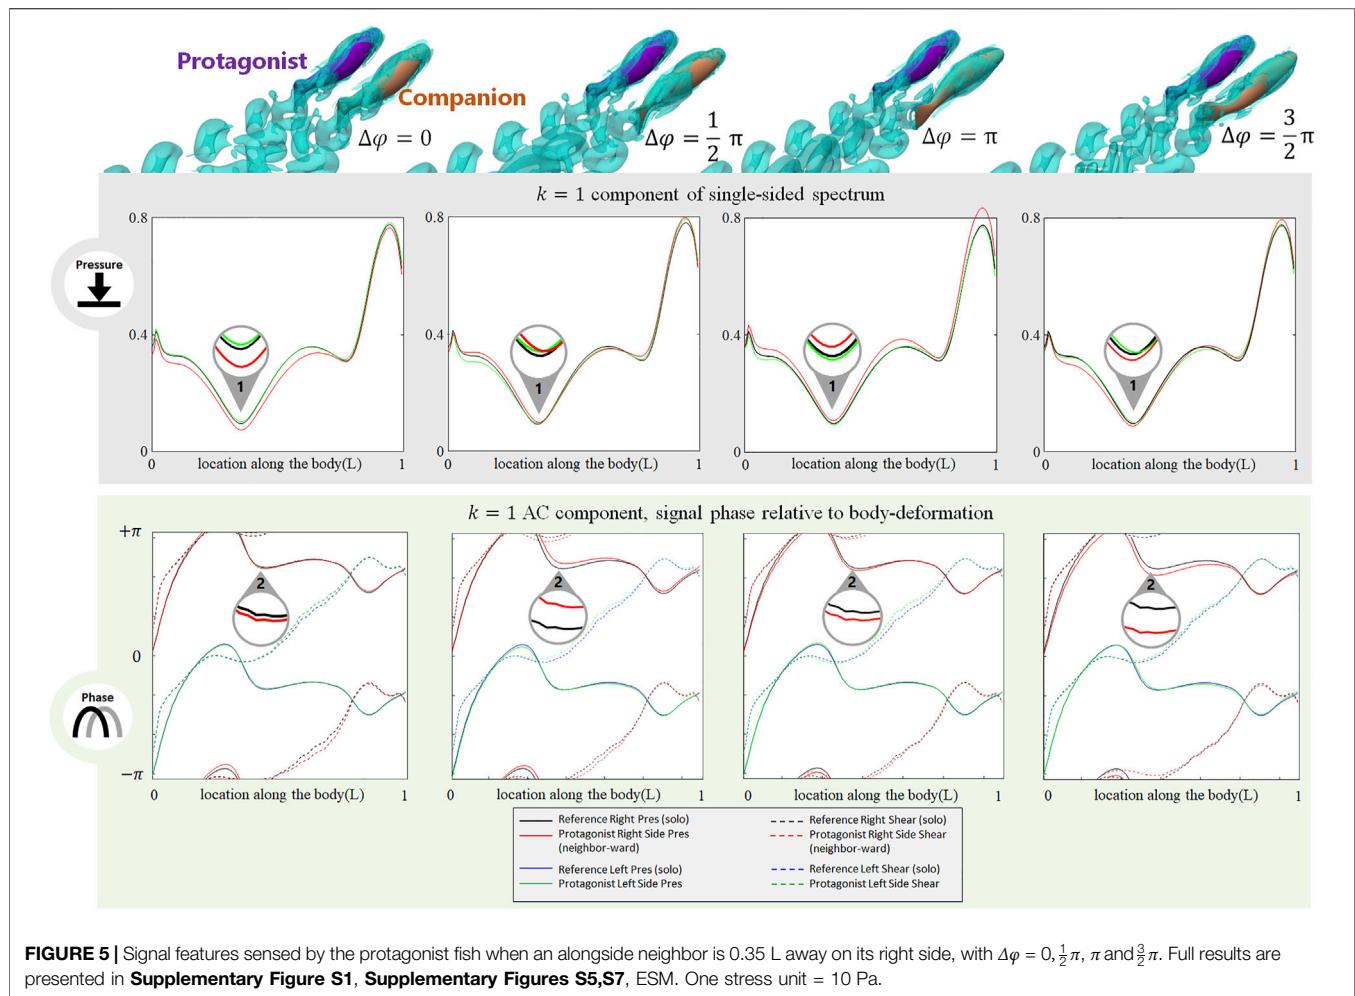 Protagonist
Companion
Δφ = 0
Δφ = 1/2 π
Δφ = π
Δφ = 3/2 π
k = 1 component of single-sided spectrum
Pressure
0.8
0.4
0
0 location along the body(L) 1
1
0.8
0.4
0
0 location along the body(L) 1
1
0.8
0.4
0
0 location along the body(L) 1
1
0.8
0.4
0
0 location along the body(L) 1
1
k = 1 AC component, signal phase relative to body-deformation
Phase
+π
0
−π
2
2
2
2
0 location along the body(L) 1
0 location along the body(L) 1
0 location along the body(L) 1
0 location along the body(L) 1
Reference Right Pres (solo)
Protagonist Right Side Pres
(neighbor-ward)
Reference Left Pres (solo)
Protagonist Left Side Pres
Reference Right Shear (solo)
Protagonist Right Side Shear
(neighbor-ward)
Reference Left Shear (solo)
Protagonist Left Side Shear
FIGURE 5 | Signal features sensed by the protagonist fish when an alongside neighbor is 0.35 L away on its right side, with Δφ = 0, 1/2 π, π and 3/2 π. Full results are
presented in Supplementary Figure S1, Supplementary Figures S5,S7, ESM. One stress unit = 10 Pa.